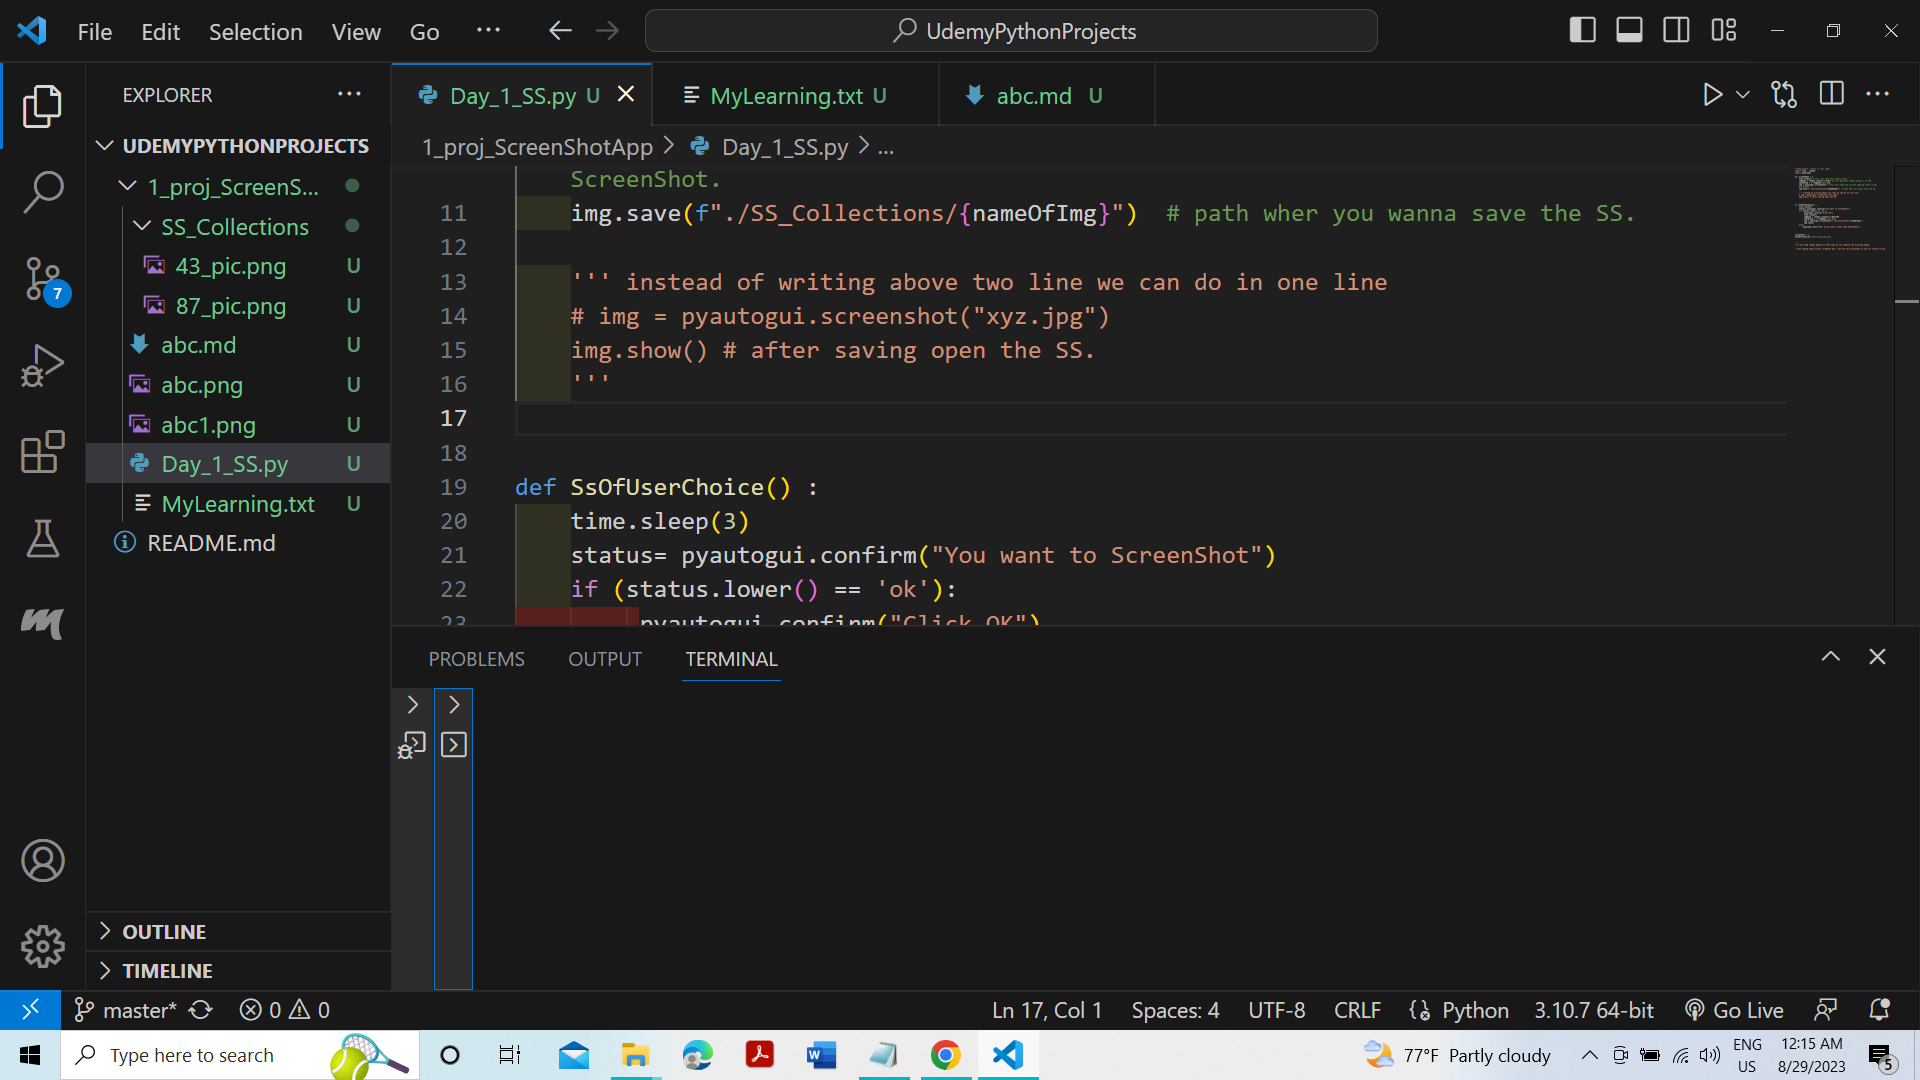 File Edit Selection View Go ··· UdemyPythonProjects
EXPLORER ···
UDEMYPYTHONPROJECTS
1_proj_ScreenS...
SS_Collections
43_pic.png U
87_pic.png U
abc.md U
abc.png U
abc1.png U
Day_1_SS.py U
MyLearning.txt U
README.md
7
OUTLINE
TIMELINE
Day_1_SS.py U MyLearning.txt U abc.md U
1_proj_ScreenShotApp > Day_1_SS.py > ...
ScreenShot.
11 img.save(f"./SS_Collections/{nameOfImg}") # path wher you wanna save the SS.
12
13 ''' instead of writing above two line we can do in one line
14 # img = pyautogui.screenshot("xyz.jpg")
15 img.show() # after saving open the SS.
16 '''
17
18
19 def SsOfUserChoice() :
20 time.sleep(3)
21 status= pyautogui.confirm("You want to ScreenShot")
22 if (status.lower() == 'ok'):
23 pyautogui.confirm("Click OK")
PROBLEMS OUTPUT TERMINAL
master* 0 0 Ln 17, Col 1 Spaces: 4 UTF-8 CRLF Python 3.10.7 64-bit Go Live
Type here to search 77°F Partly cloudy ENG US 12:15 AM 8/29/2023 5